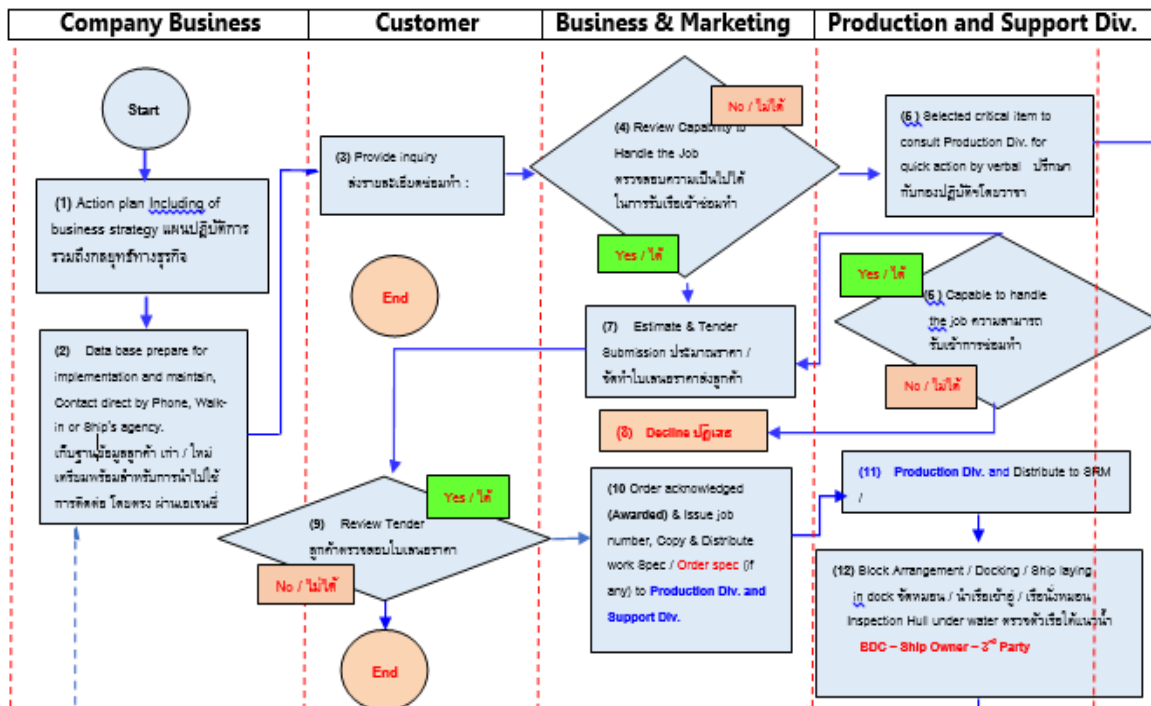 Company Business
Customer
Business & Marketing
Production and Support Div.
Start
(1) Action plan Including of
business strategy แผนปฏิบัติการ
รวมถึงกลยุทธ์ทางธุรกิจ
(2) Data base prepare for
implementation and maintain,
Contact direct by Phone, Walk-
in or Ship's agency.
เก็บฐานข้อมูลลูกค้า เก่า / ใหม่
เตรียมพร้อมสำหรับการนำไปใช้
การติดต่อ โดยตรง ผ่านเอเจนซี่
(3) Provide inquiry
ส่งรายละเอียดซ่อมทำ :
End
No / ไม่ได้
(4) Review Capability to
Handle the Job
ตรวจสอบความเป็นไปได้
ในการรับเรือเข้าซ่อมทำ
Yes / ได้
(5 ) Selected critical item to
consult Production Div. for
quick action by verbal ปรึกษา
กับกองปฏิบัติฯโดยวาจา
Yes / ได้
(6 ) Capable to handle
the job ความสามารถ
รับเข้าการซ่อมทำ
No / ไม่ได้
(7) Estimate & Tender
Submission ประมาณราคา /
จัดทำใบเสนอราคาส่งลูกค้า
(8) Decline ปฏิเสธ
Yes / ได้
(9) Review Tender
ลูกค้าตรวจสอบใบเสนอราคา
No / ไม่ได้
End
(10 Order acknowledged
(Awarded) & Issue job
number, Copy & Distribute
work Spec / Order spec (if
any) to Production Div. and
Support Div.
(11) Production Div. and Distribute to SRM
/
(12) Block Arrangement / Docking / Ship laying
in dock จัดหมอน / นำเรือเข้าอู่ / เรือนั่งหมอน
Inspection Hull under water ตรวจตัวเรือใต้แนวน้ำ
BDC – Ship Owner – 3rd Party